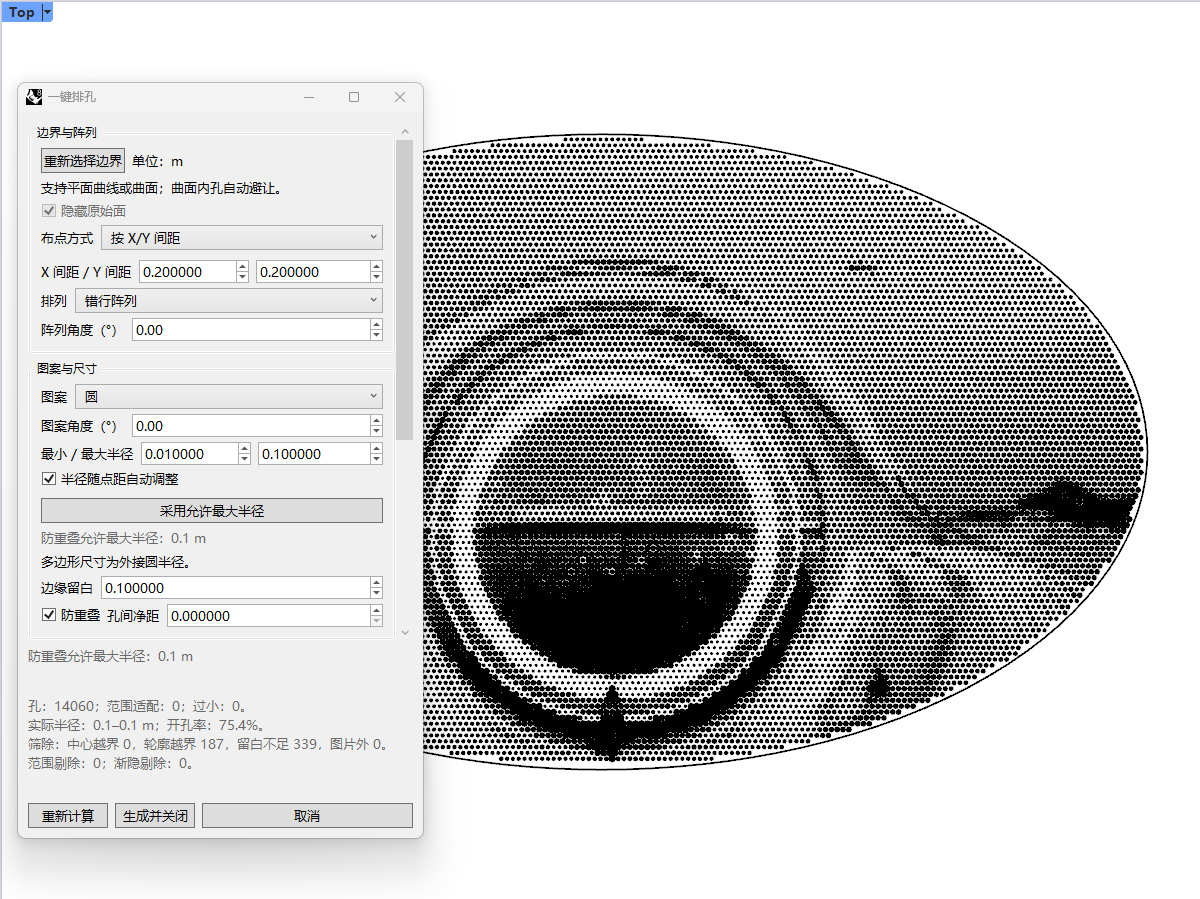 Top
一键排孔
边界与阵列
重新选择边界 单位：m
支持平面曲线或曲面；曲面内孔自动避让。
隐藏原始面
布点方式 按 X/Y 间距
X 间距 / Y 间距 0.200000 0.200000
排列 错行阵列
阵列角度（°） 0.00
图案与尺寸
图案 圆
图案角度（°） 0.00
最小 / 最大半径 0.010000 0.100000
半径随点距自动调整
采用允许最大半径
防重叠允许最大半径：0.1 m
多边形尺寸为外接圆半径。
边缘留白 0.100000
防重叠 孔间净距 0.000000
防重叠允许最大半径：0.1 m
孔：14060；范围适配：0；过小：0。
实际半径：0.1–0.1 m；开孔率：75.4%。
筛除：中心越界 0，轮廓越界 187，留白不足 339，图片外 0。
范围剔除：0；渐隐剔除：0。
重新计算 生成并关闭 取消